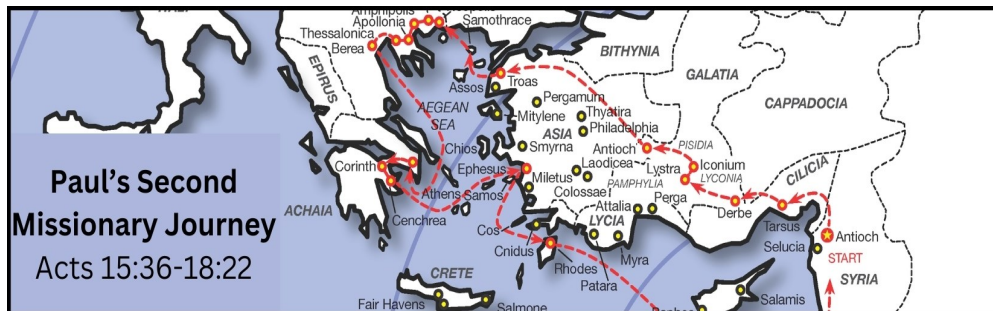 Paul's Second
Missionary Journey
Acts 15:36-18:22
Apollonia
Samothrace
Thessalonica
Berea
EPIRUS
BITHYNIA
GALATIA
CAPPADOCIA
Assos
Troas
AEGEAN
SEA
Mitylene
Pergamum
Thyatira
ASIA
Philadelphia
Smyrna
Chios
Antioch
PISIDIA
Iconium
Lystra
LYCONIA
CILICIA
Corinth
Ephesus
Laodicea
Miletus
Colossae
PAMPHYLIA
Athens
Samos
ACHAIA
Cenchrea
Attalia
Perga
Derbe
Tarsus
LYCIA
Cos
Cnidus
Rhodes
Patara
Myra
Selucia
Antioch
START
SYRIA
CRETE
Fair Havens
Salmone
Salamis